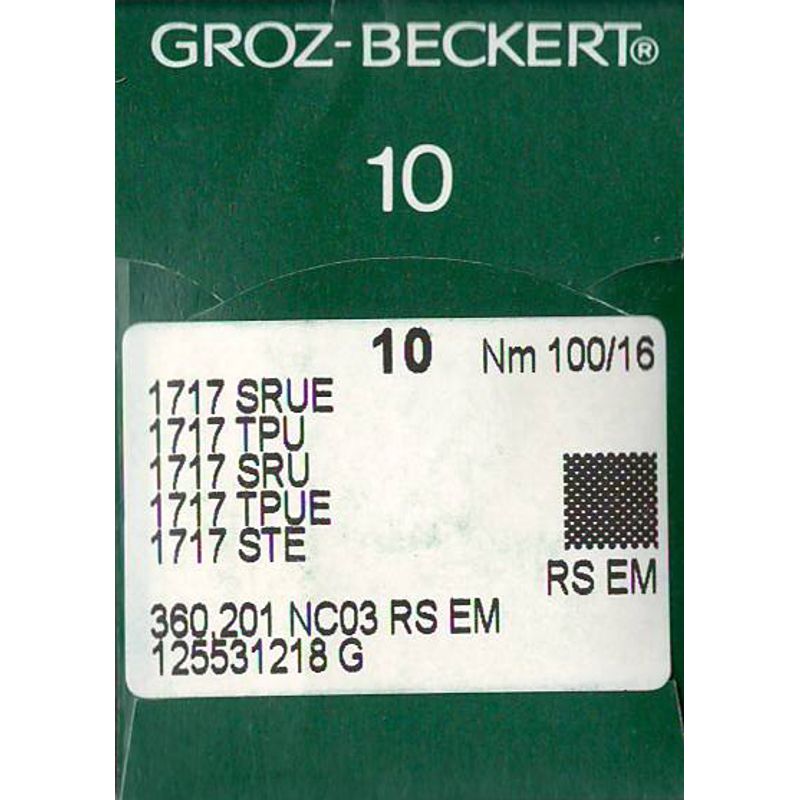 GROZ-BECKERT®
10
10 Nm 100/16
1717 SRUE
1717 TPU
1717 SRU
1717 TPUE
1717 STE
RS EM
360,201 NC03 RS EM
125531218 G